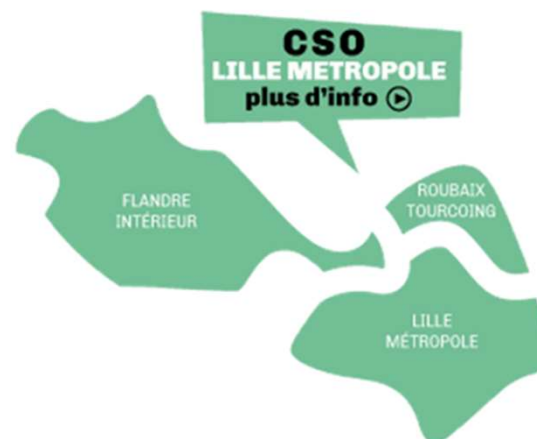 CSO
LILLE METROPOLE
plus d'info
FLANDRE
INTÉRIEUR
ROUBAIX
TOURCOING
LILLE
MÉTROPOLE